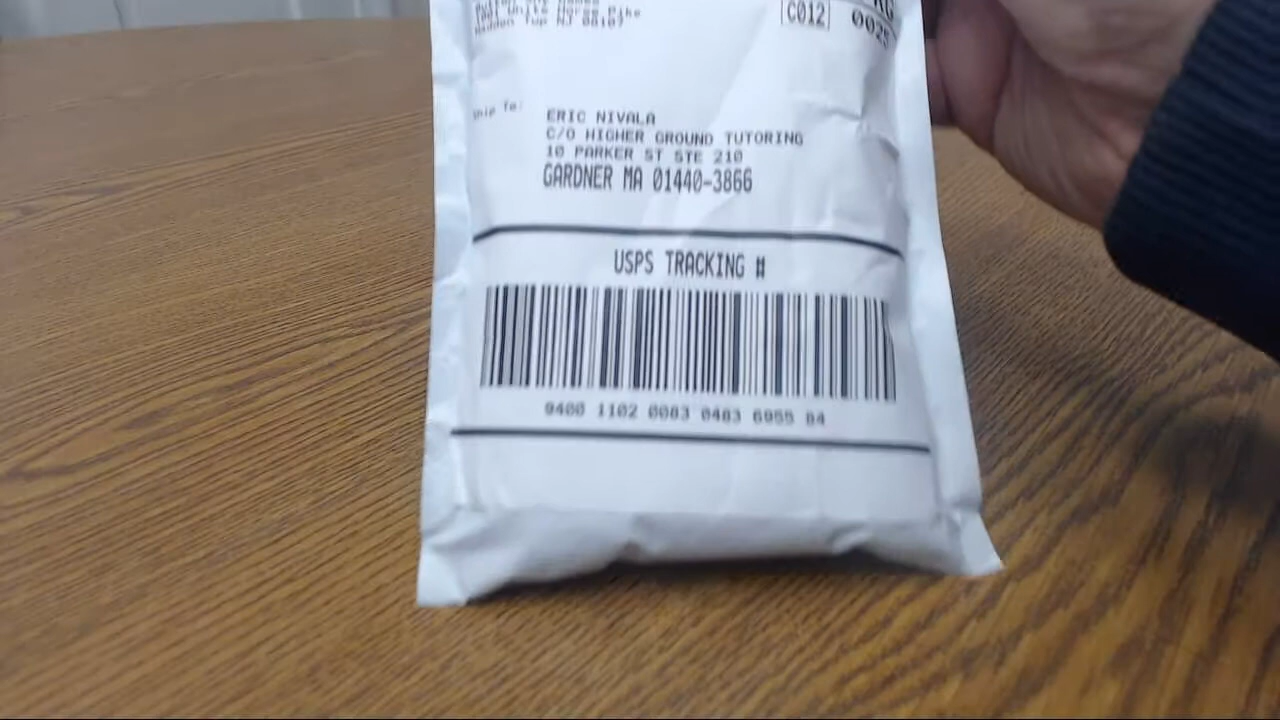 C012
Ship To:
ERIC NIVALA
C/O HIGHER GROUND TUTORING
10 PARKER ST STE 210
GARDNER MA 01440-3866
USPS TRACKING #
9400 1102 0083 0483 6955 84